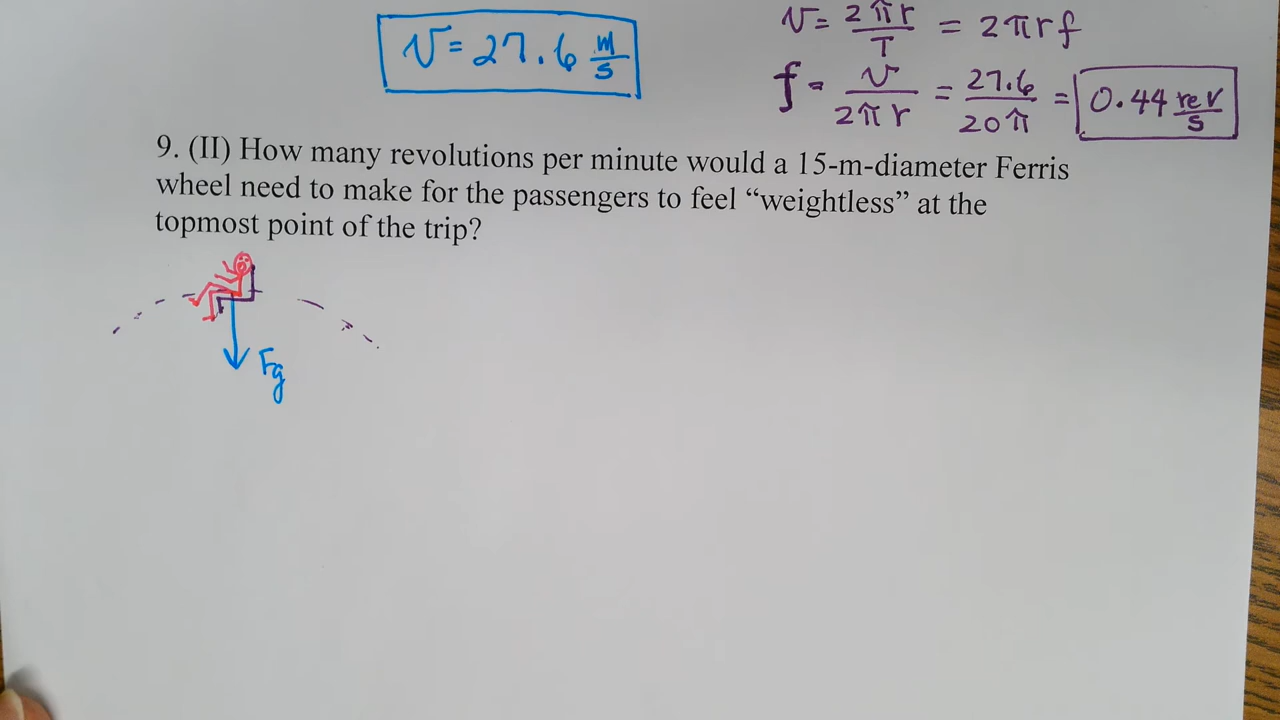 v = 27.6 m/s
v = 2πr/T = 2πrf
f = v/2πr = 27.6/20π = 0.44 rev/s
9. (II) How many revolutions per minute would a 15-m-diameter Ferris
wheel need to make for the passengers to feel “weightless” at the
topmost point of the trip?
Fg